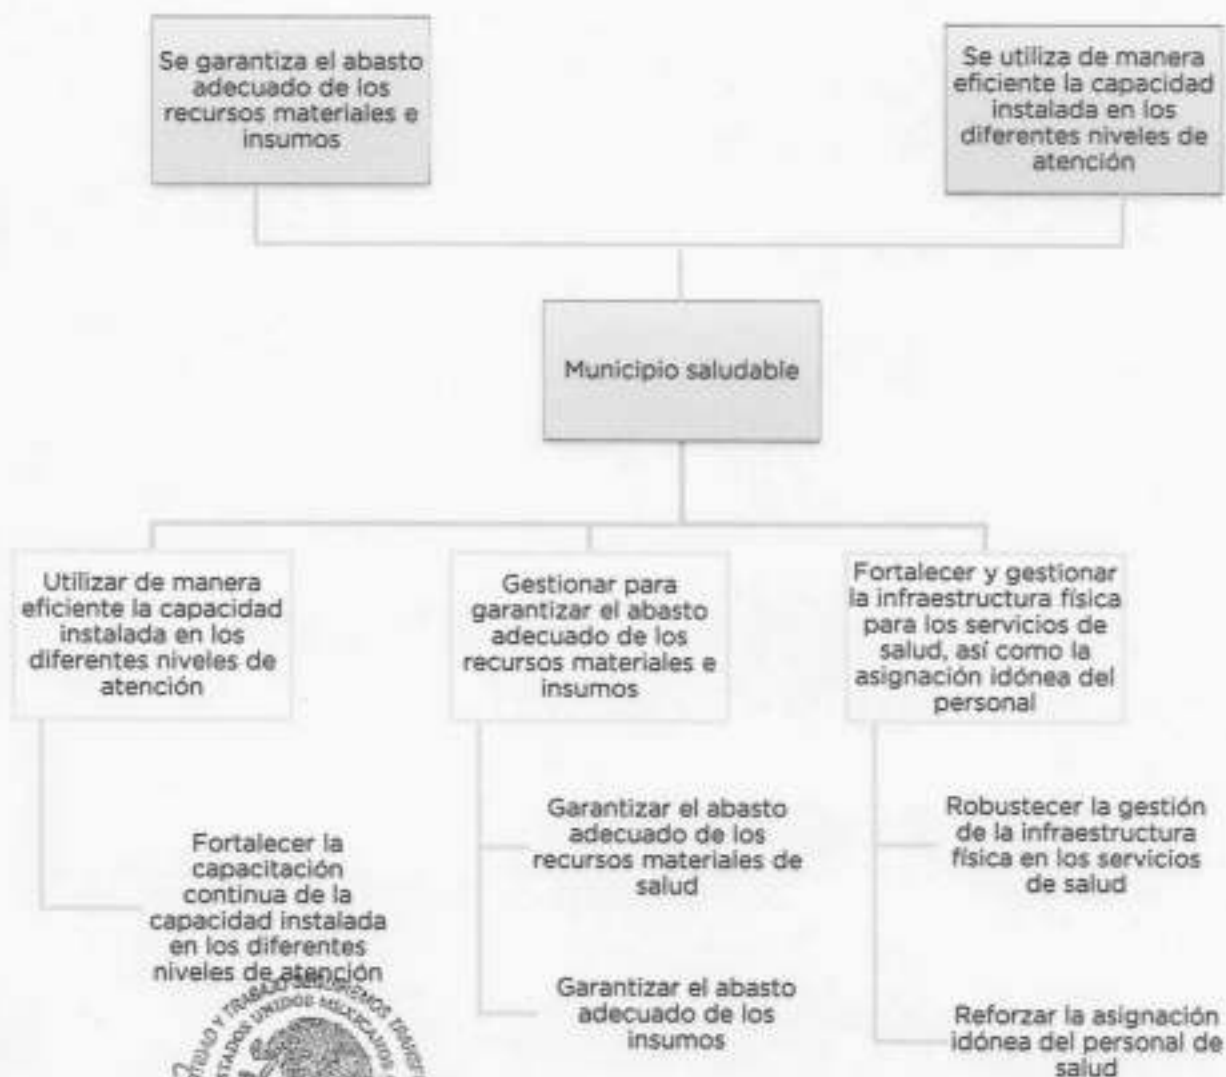 Se garantiza el abasto
adecuado de los
recursos materiales e
insumos
Se utiliza de manera
eficiente la capacidad
instalada en los
diferentes niveles de
atención
Municipio saludable
Utilizar de manera
eficiente la capacidad
instalada en los
diferentes niveles de
atención
Fortalecer la
capacitación
continua de la
capacidad instalada
en los diferentes
niveles de atención
Gestionar para
garantizar el abasto
adecuado de los
recursos materiales e
insumos
Garantizar el abasto
adecuado de los
recursos materiales de
salud
Garantizar el abasto
adecuado de los
insumos
Fortalecer y gestionar
la infraestructura física
para los servicios de
salud, así como la
asignación idónea del
personal
Robustecer la gestión
de la infraestructura
física en los servicios
de salud
Reforzar la asignación
idónea del personal de
salud
Y TRABAJO SEGUIREMOS
UNIDOS MEXICANOS